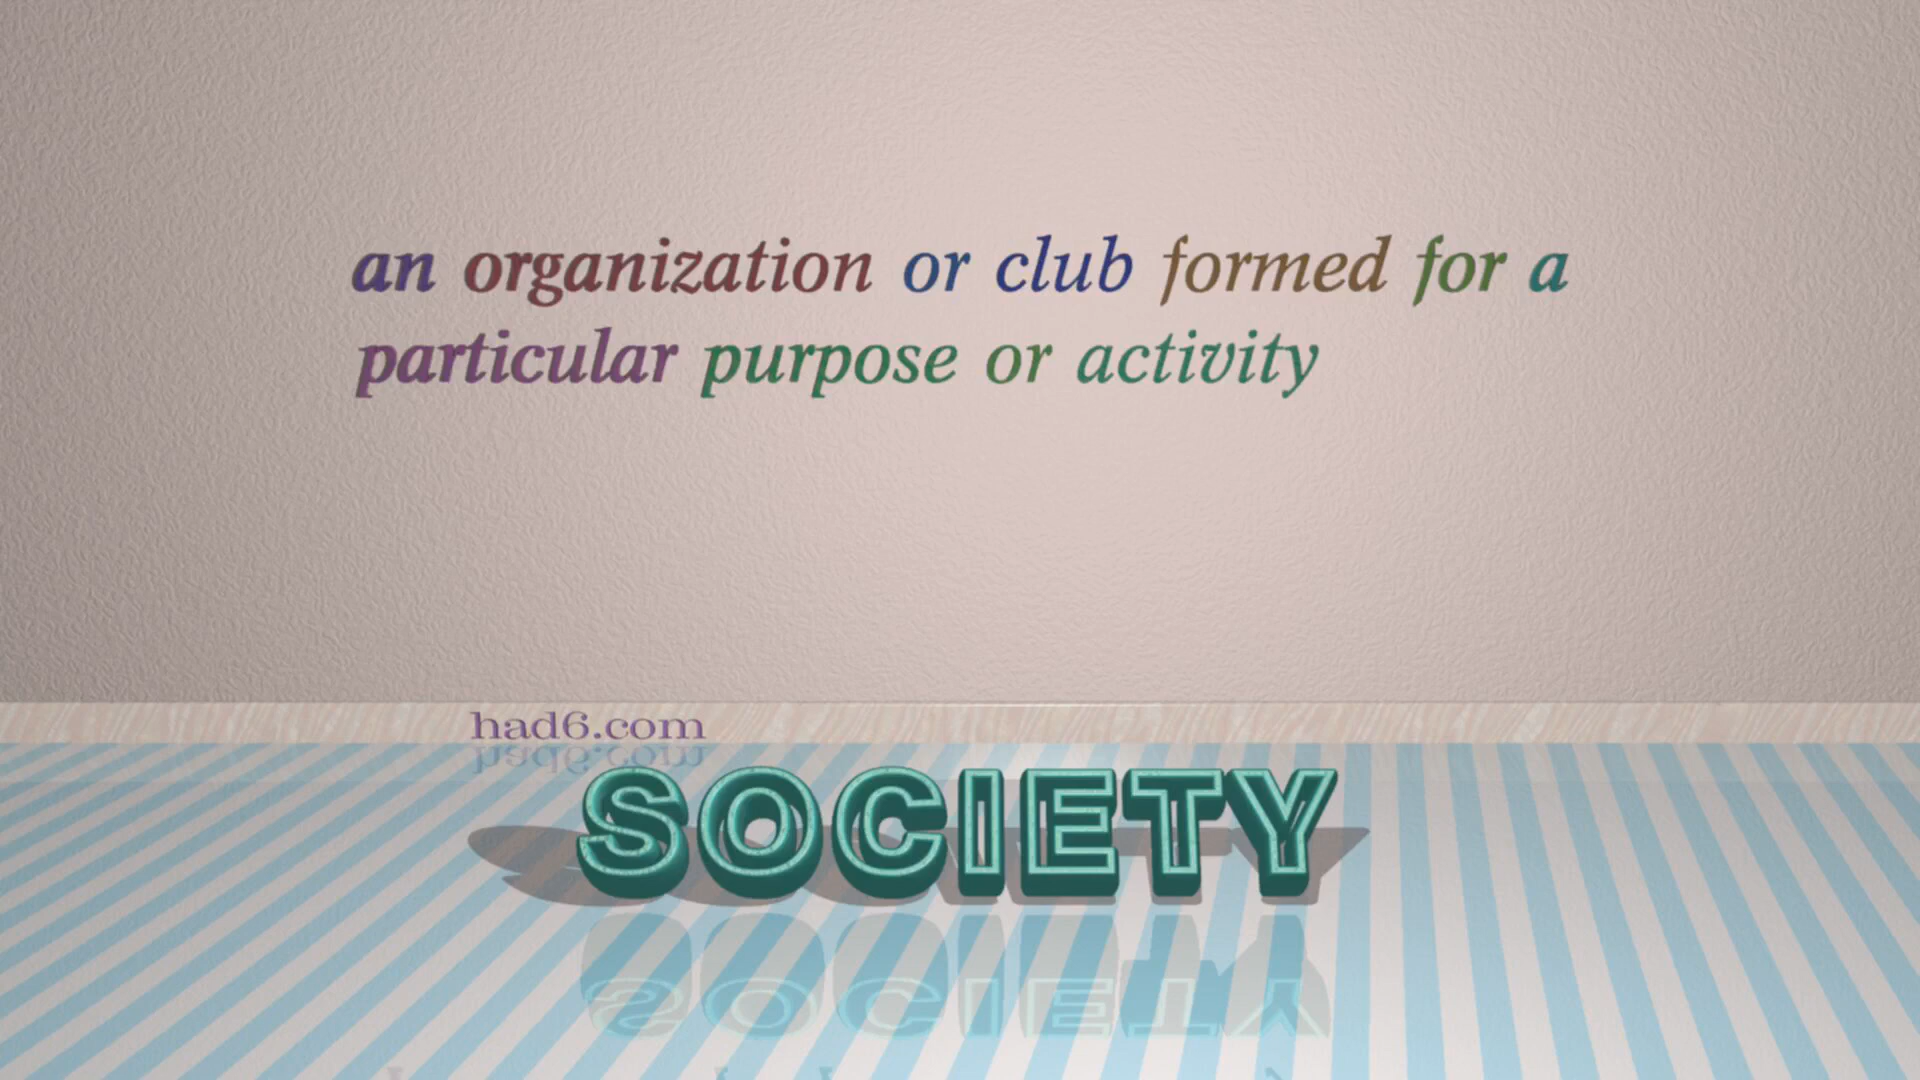 an organization or club formed for a
particular purpose or activity
had6.com
SOCIETY